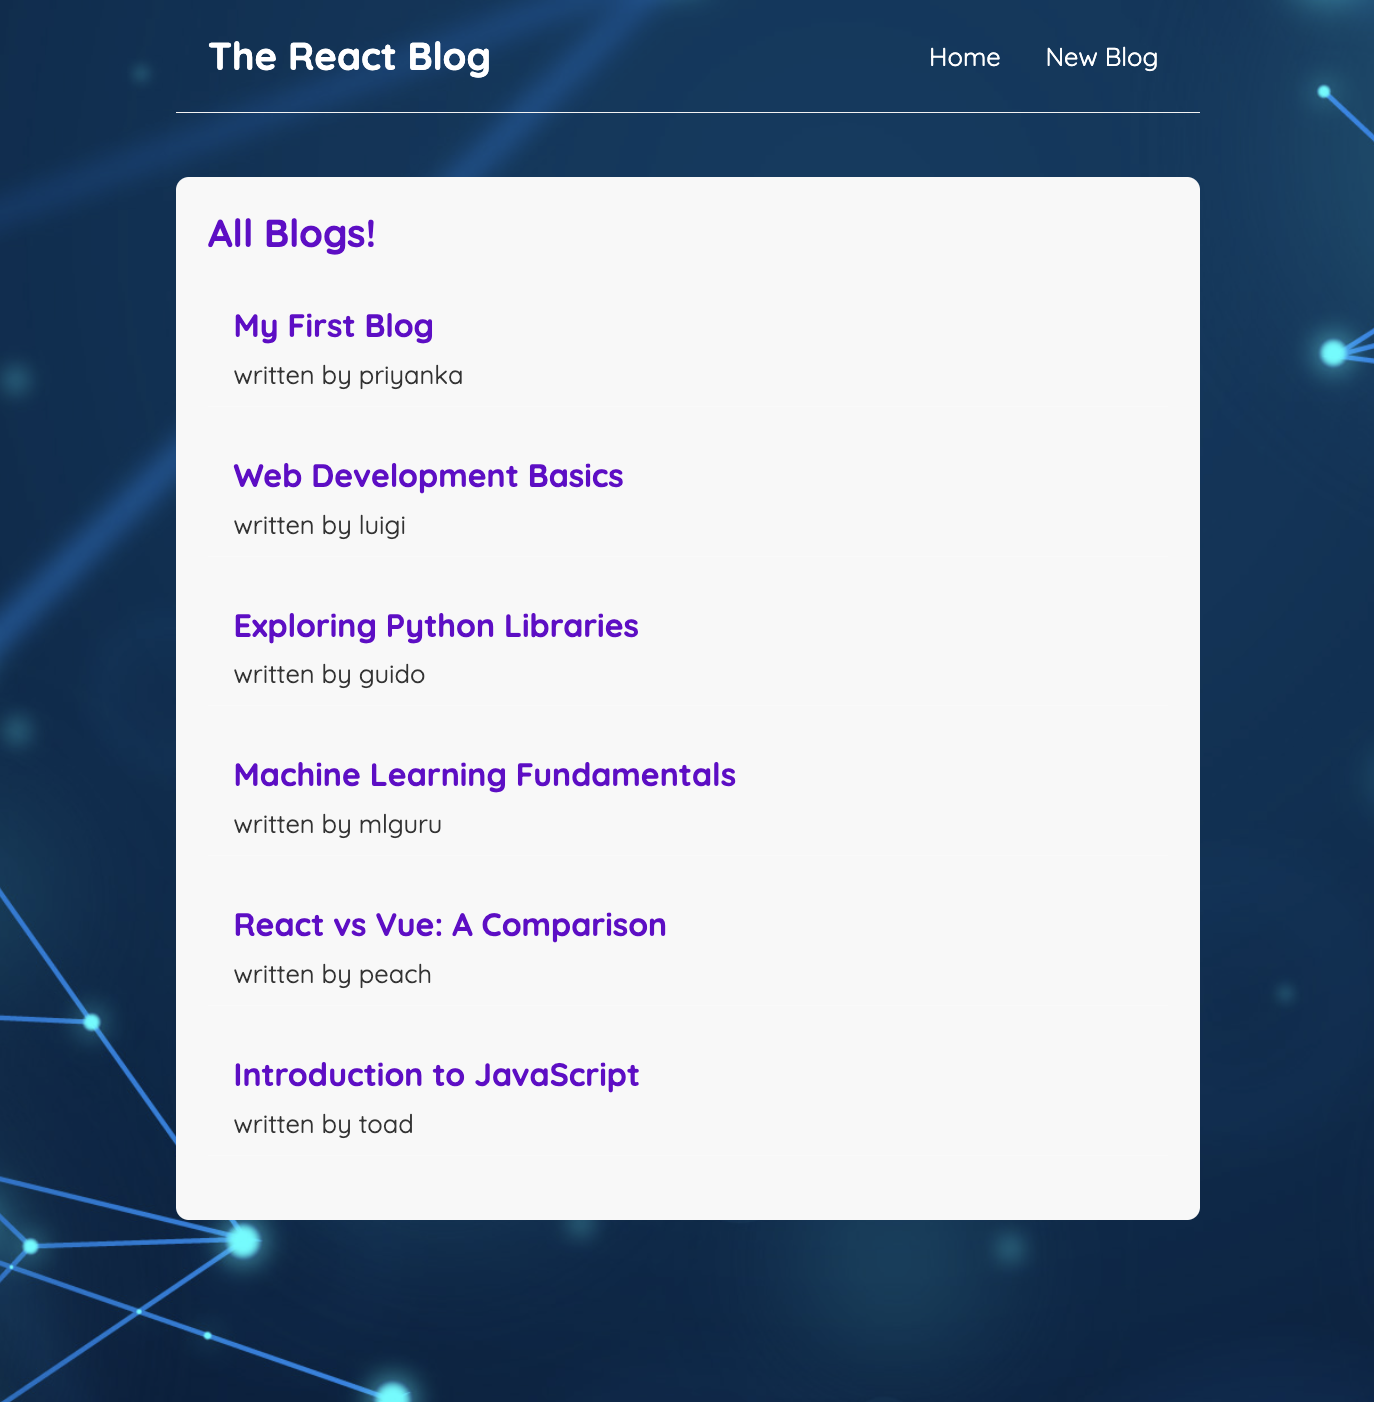 The React Blog
Home New Blog
All Blogs!
My First Blog
written by priyanka
Web Development Basics
written by luigi
Exploring Python Libraries
written by guido
Machine Learning Fundamentals
written by mlguru
React vs Vue: A Comparison
written by peach
Introduction to JavaScript
written by toad